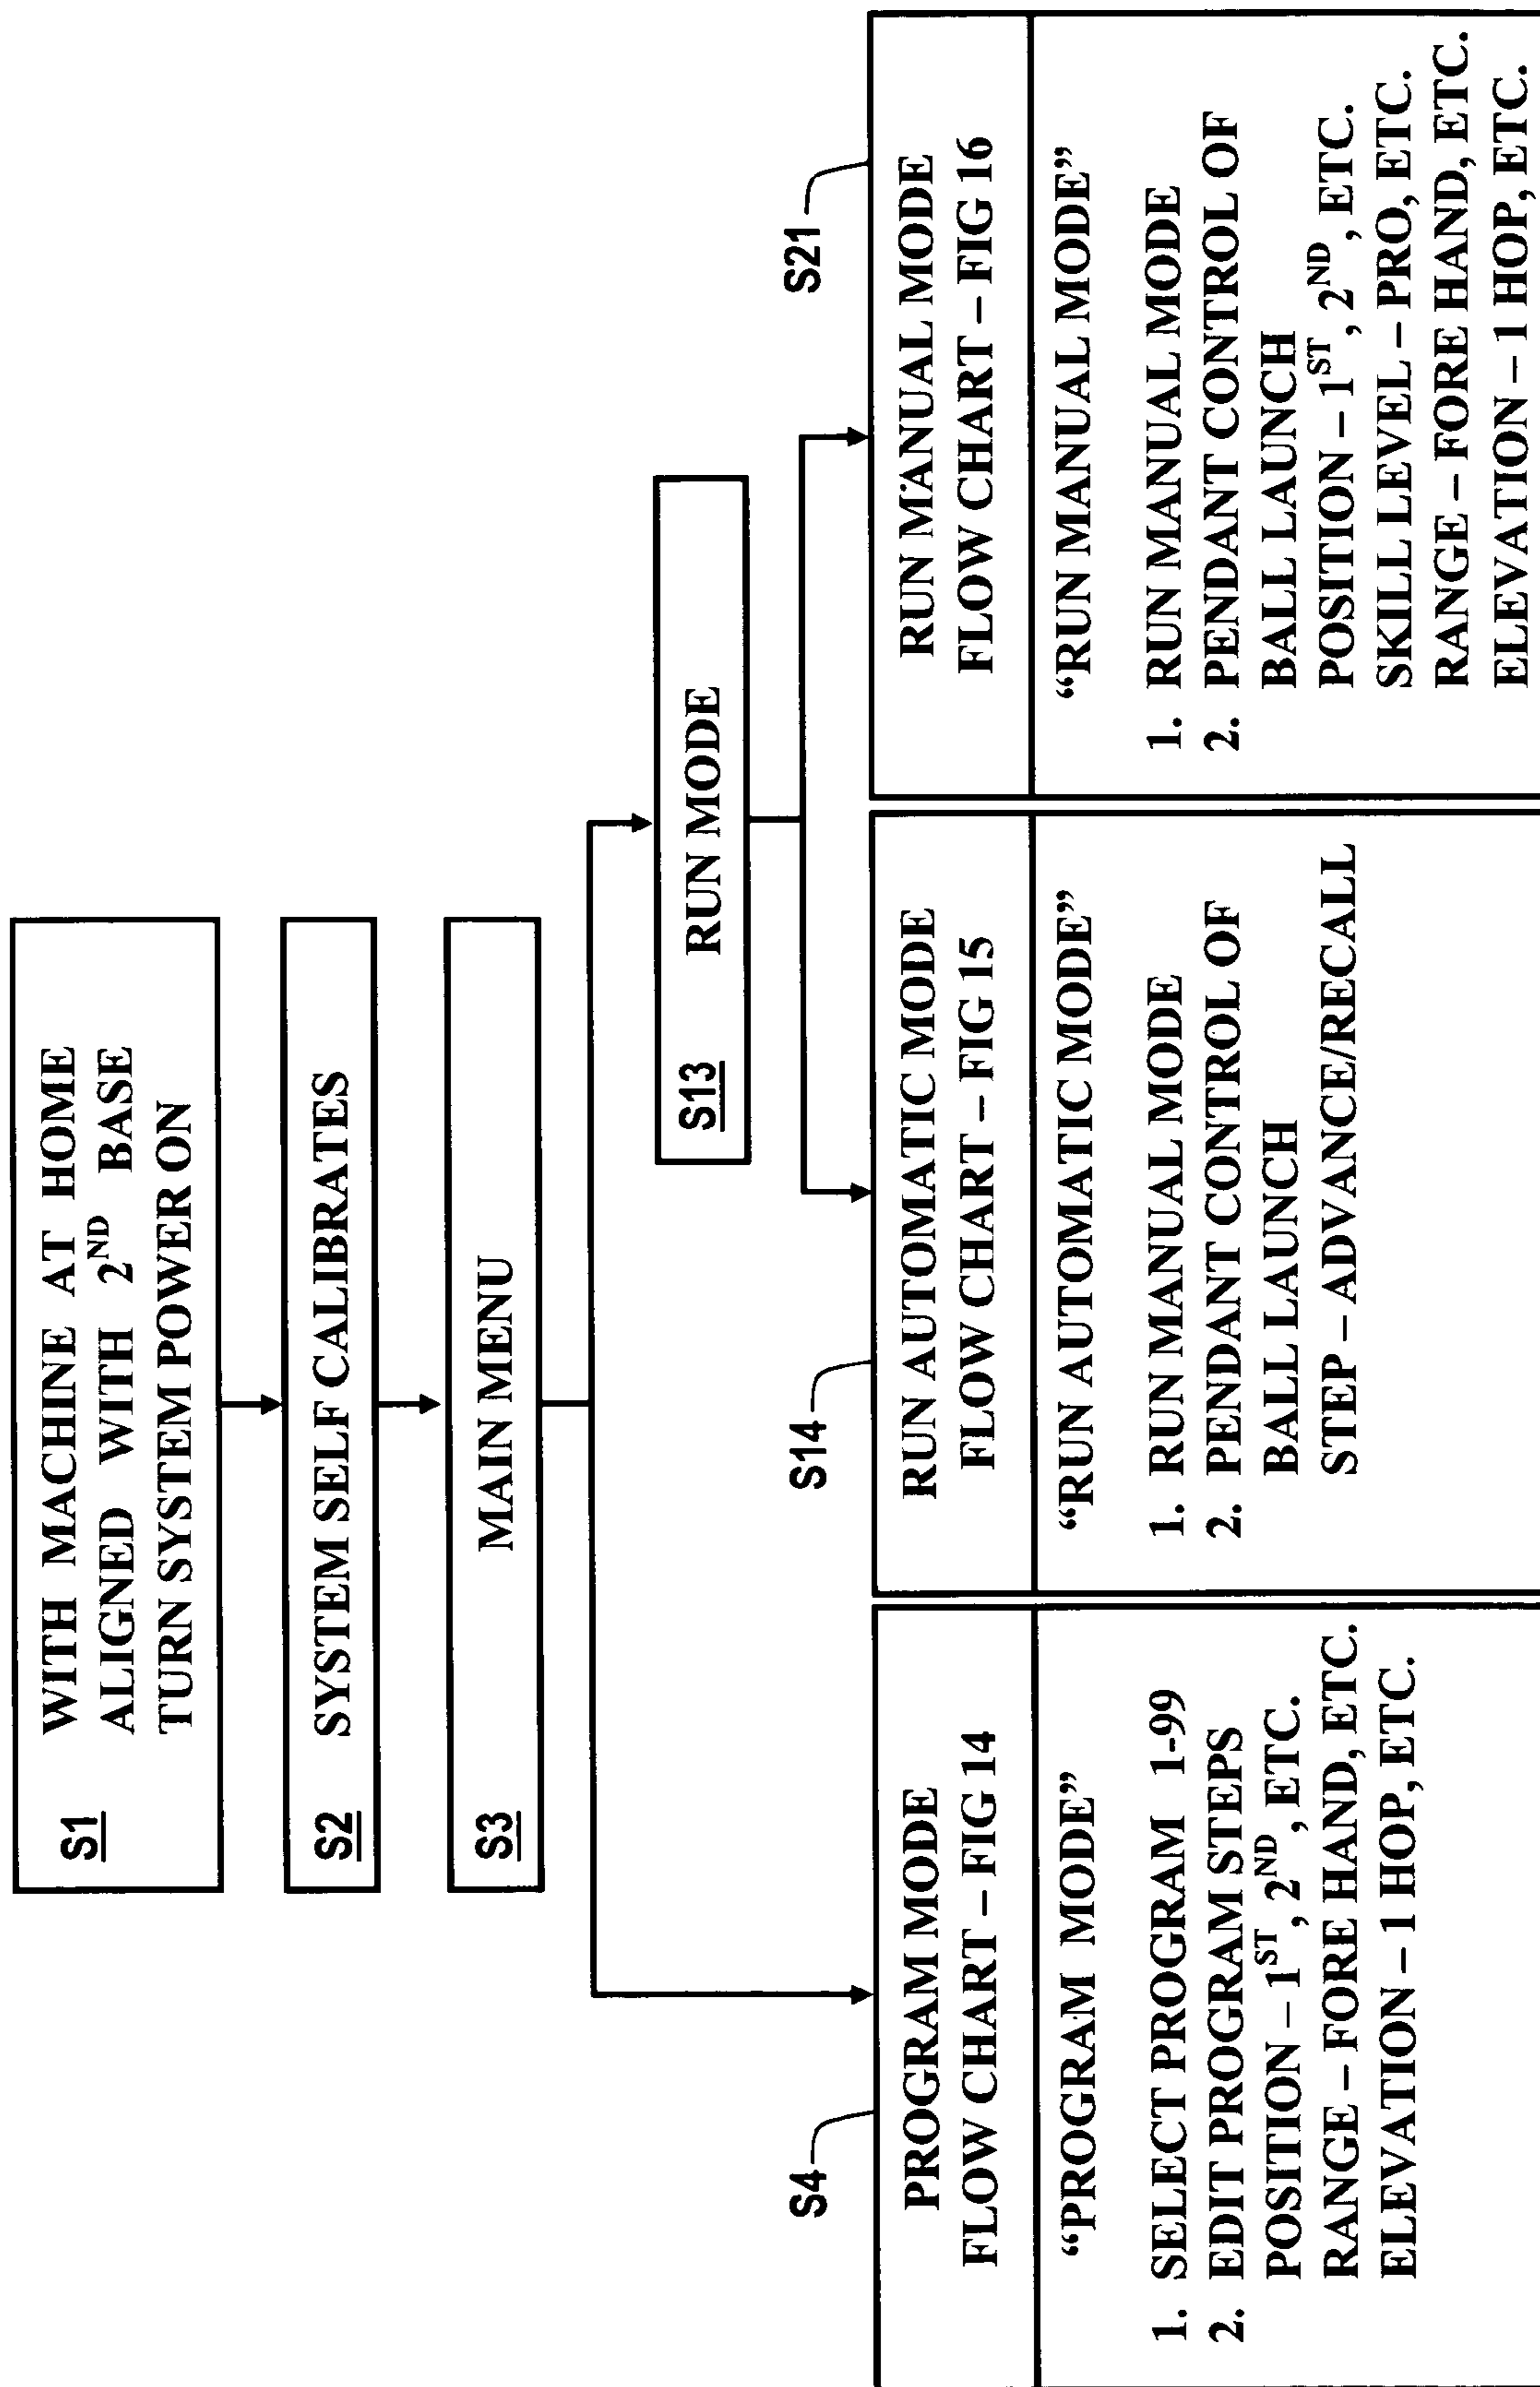 S1
WITH MACHINE AT HOME
ALIGNED WITH 2ND BASE
TURN SYSTEM POWER ON
S2 SYSTEM SELF CALIBRATES
S3 MAIN MENU
S13 RUN MODE
S4
PROGRAM MODE
FLOW CHART – FIG 14
“PROGRAM MODE”
1. SELECT PROGRAM 1-99
2. EDIT PROGRAM STEPS
POSITION – 1ST, 2ND, ETC.
RANGE – FORE HAND, ETC.
ELEVATION – 1 HOP, ETC.
S14
RUN AUTOMATIC MODE
FLOW CHART – FIG 15
“RUN AUTOMATIC MODE”
1. RUN MANUAL MODE
2. PENDANT CONTROL OF
BALL LAUNCH
STEP – ADVANCE/RECALL
S21
RUN MANUAL MODE
FLOW CHART – FIG 16
“RUN MANUAL MODE”
1. RUN MANUAL MODE
2. PENDANT CONTROL OF
BALL LAUNCH
POSITION – 1ST, 2ND, ETC.
SKILL LEVEL – PRO, ETC.
RANGE – FORE HAND, ETC.
ELEVATION – 1 HOP, ETC.